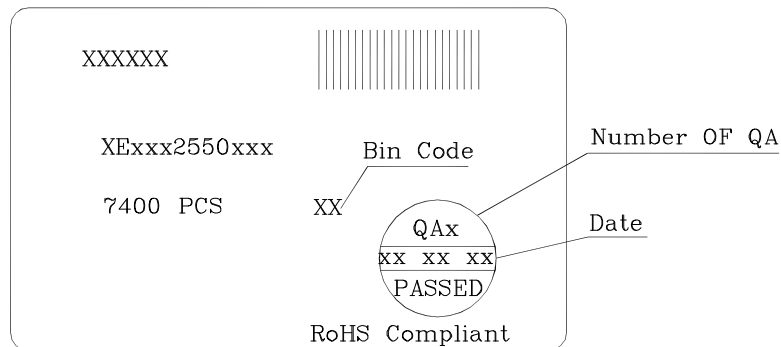 XXXXXX
XExxx2550xxx
Bin Code
Number OF QA
7400 PCS
XX
QAx
Date
xx xx xx
PASSED
RoHS Compliant